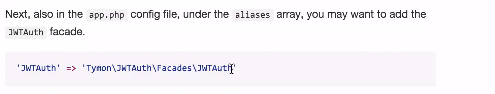 Next, also in the app.php config file, under the aliases array, you may want to add the
JWTAuth facade.
'JWTAuth' => 'Tymon\JWTAuth\Facades\JWTAuth'